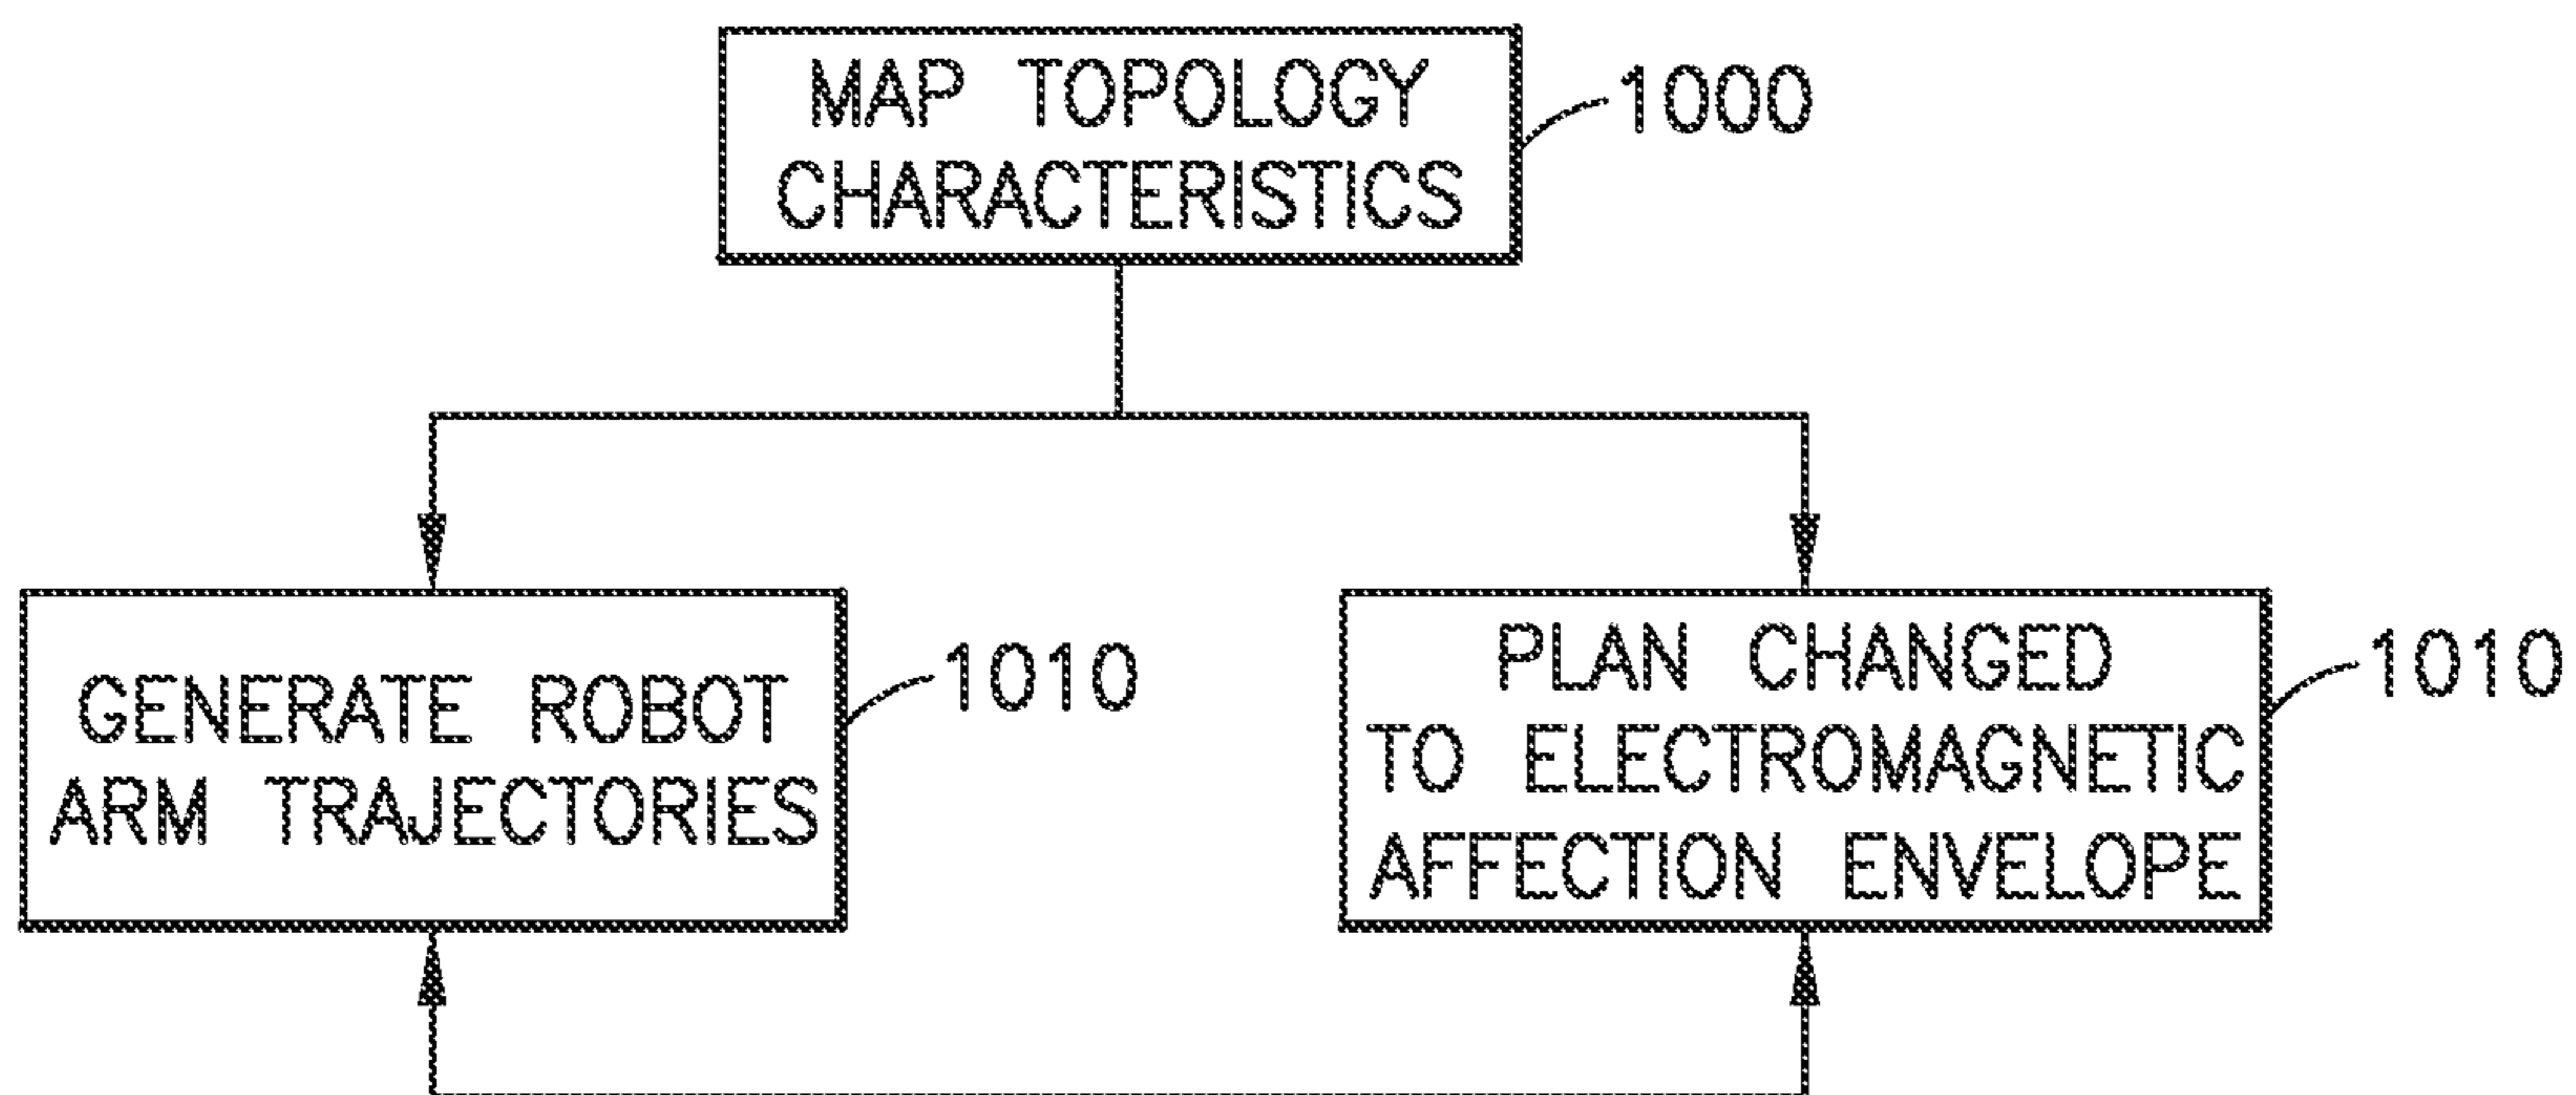 MAP TOPOLOGY
CHARACTERISTICS
1000
GENERATE ROBOT
ARM TRAJECTORIES
1010
PLAN CHANGED
TO ELECTROMAGNETIC
AFFECTION ENVELOPE
1010